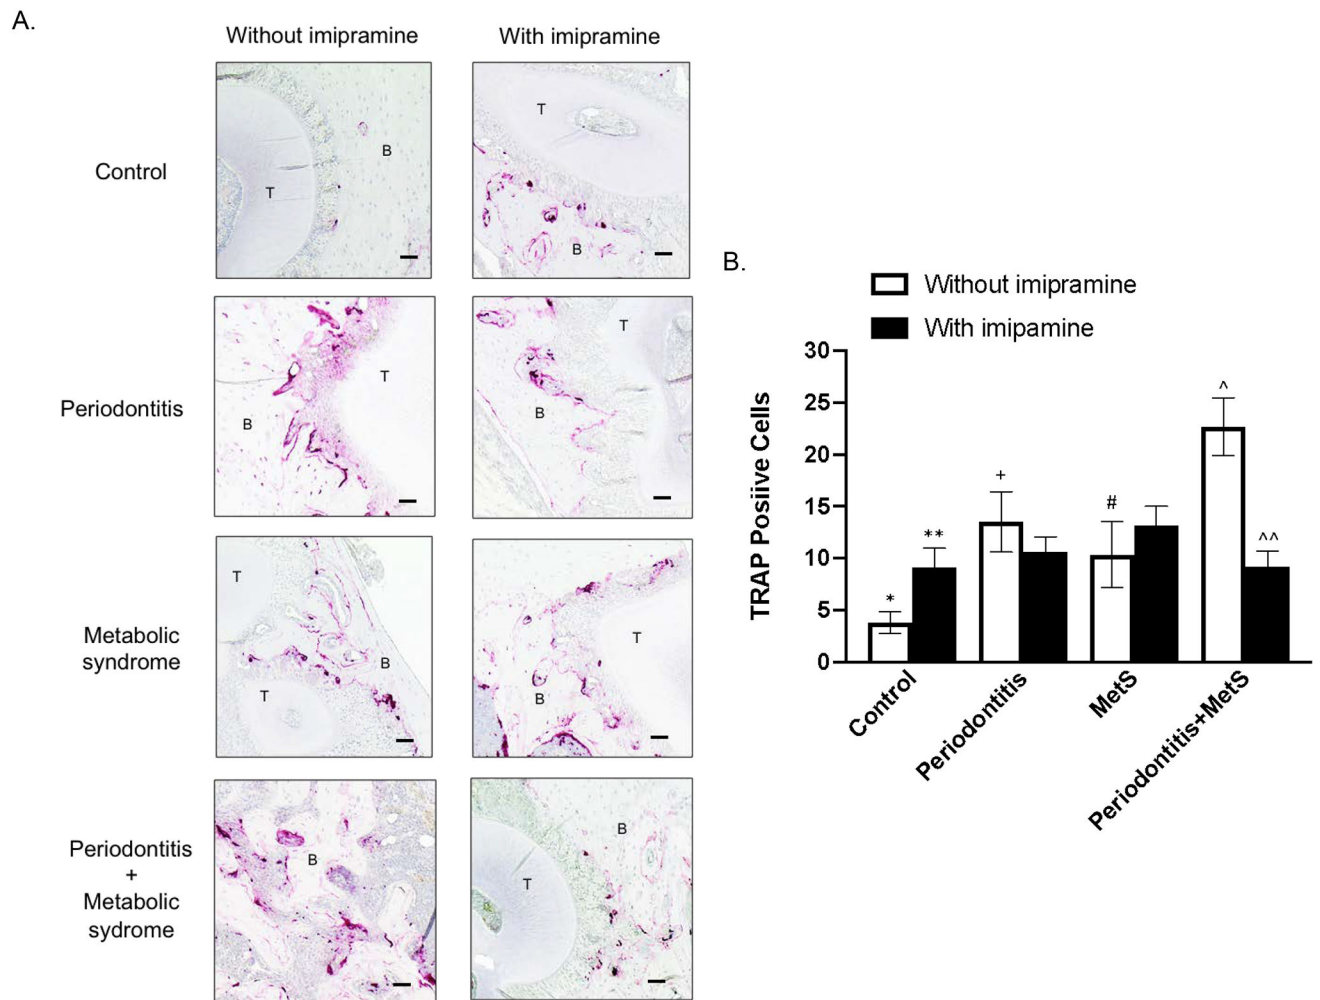 A.
Without imipramine
With imipramine
Control
T
B
T
B
Periodontitis
B
T
T
B
Metabolic
syndrome
T
B
T
T
B
Periodontitis
+
Metabolic
sydrome
B
B
T
B.
Without imipramine
With imipamine
TRAP Posiive Cells
30
25
20
15
10
5
0
*
**
+
#
^
^^
Control
Periodontitis
MetS
Periodontitis+MetS